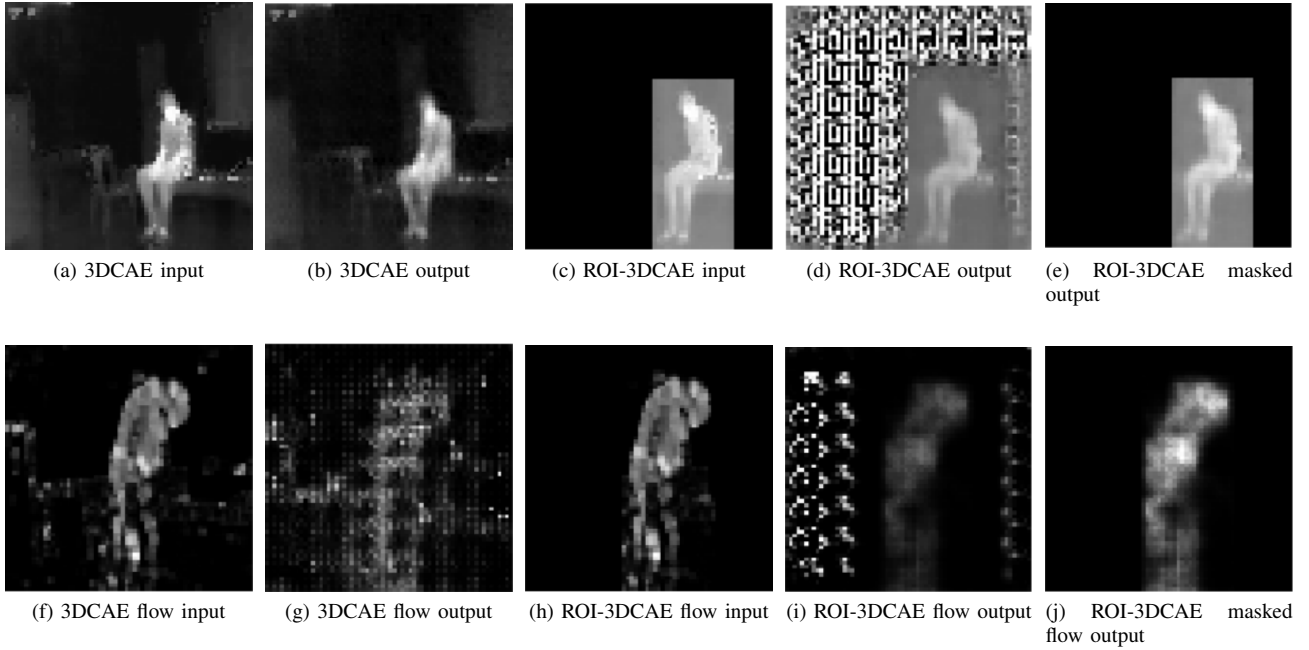 (a) 3DCAE input
(b) 3DCAE output
(c) ROI-3DCAE input
(d) ROI-3DCAE output
(e) ROI-3DCAE masked
output
(f) 3DCAE flow input
(g) 3DCAE flow output
(h) ROI-3DCAE flow input
(i) ROI-3DCAE flow output
(j) ROI-3DCAE masked
flow output